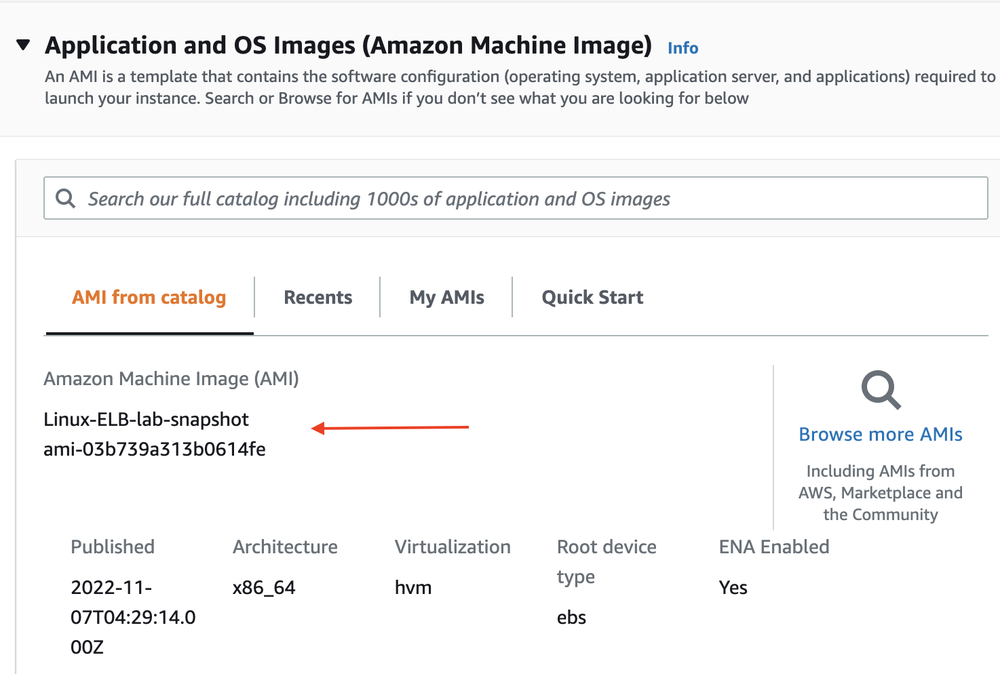 Application and OS Images (Amazon Machine Image) Info
An AMI is a template that contains the software configuration (operating system, application server, and applications) required to
launch your instance. Search or Browse for AMIs if you don’t see what you are looking for below
Search our full catalog including 1000s of application and OS images
AMI from catalog
Recents
My AMIs
Quick Start
Amazon Machine Image (AMI)
Linux-ELB-lab-snapshot
ami-03b739a313b0614fe
Browse more AMIs
Including AMIs from
AWS, Marketplace and
the Community
Published
2022-11-
07T04:29:14.0
00Z
Architecture
x86_64
Virtualization
hvm
Root device
type
ebs
ENA Enabled
Yes